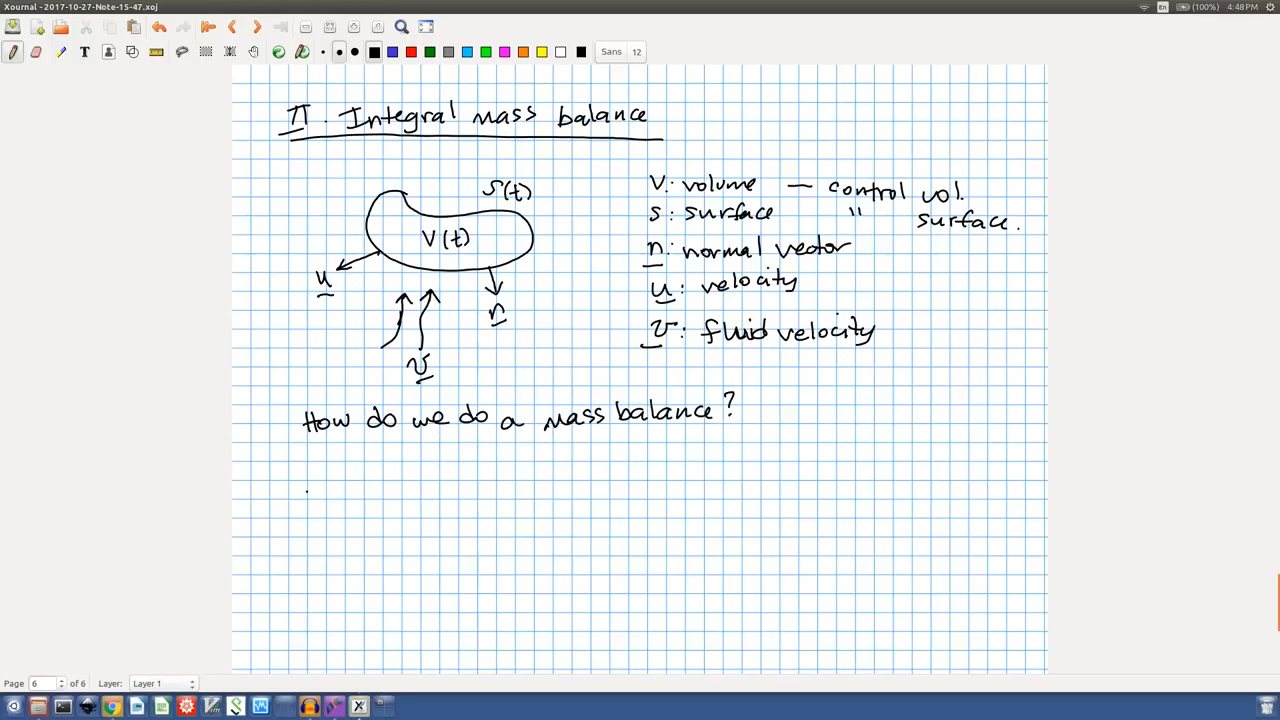 Xournal - 2017-10-27-Note-15-47.xoj
En (100%) 4:48 PM
Sans 12
II. Integral mass balance
S(t)
V(t)
u
n
v
V: volume — control vol.
S: surface " surface.
n: normal vector
u: velocity
v: fluid velocity
How do we do a mass balance?
Page 6 of 6 Layer: Layer 1